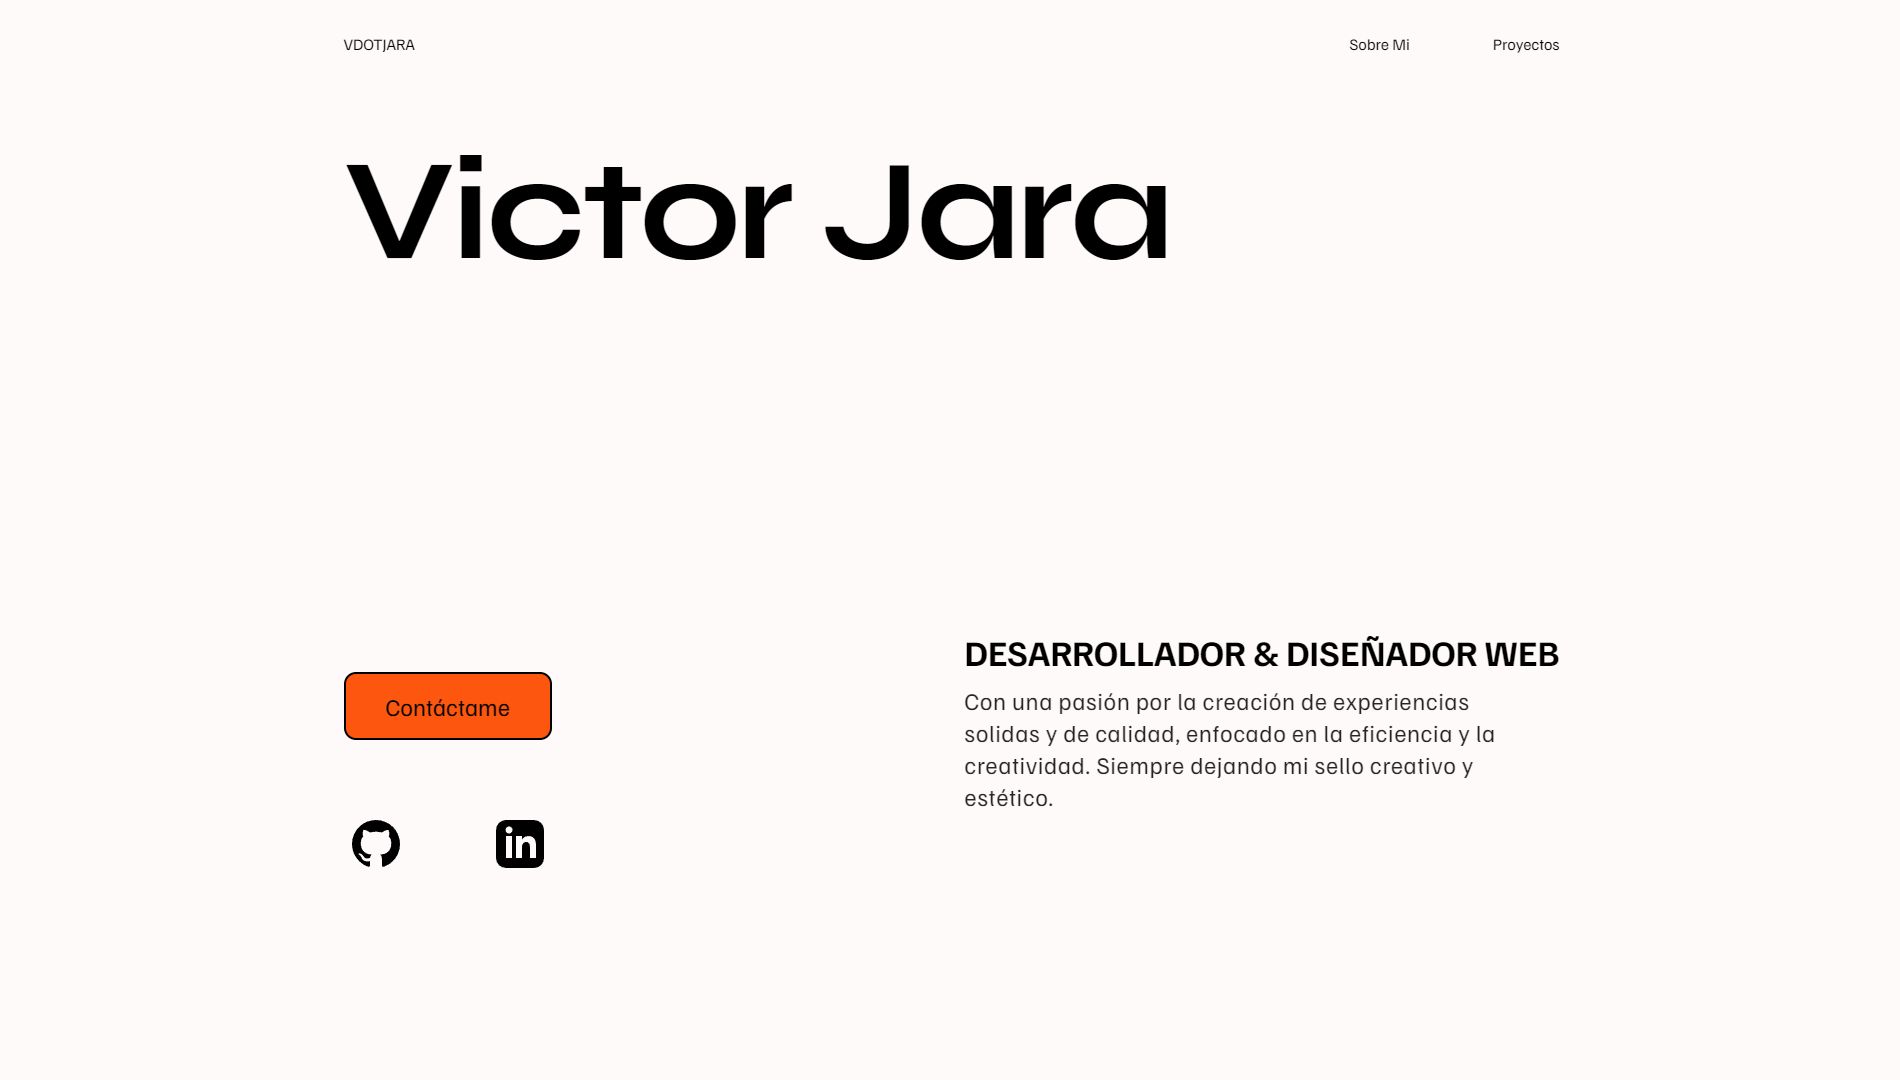 VDOTJARA
Sobre Mi
Proyectos
Victor Jara
Contáctame
in
DESARROLLADOR & DISEÑADOR WEB
Con una pasión por la creación de experiencias
solidas y de calidad, enfocado en la eficiencia y la
creatividad. Siempre dejando mi sello creativo y
estético.